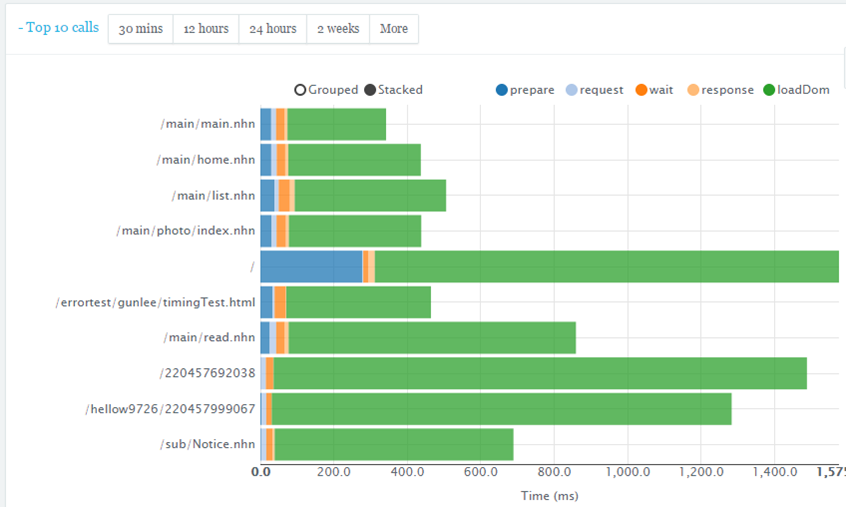 - Top 10 calls 30 mins 12 hours 24 hours 2 weeks More
Grouped Stacked prepare request wait response loadDom
/main/main.nhn
/main/home.nhn
/main/list.nhn
/main/photo/index.nhn
/
/errortest/gunlee/timingTest.html
/main/read.nhn
/220457692038
/hellow9726/220457999067
/sub/Notice.nhn
0.0 200.0 400.0 600.0 800.0 1,000.0 1,200.0 1,400.0
Time (ms)